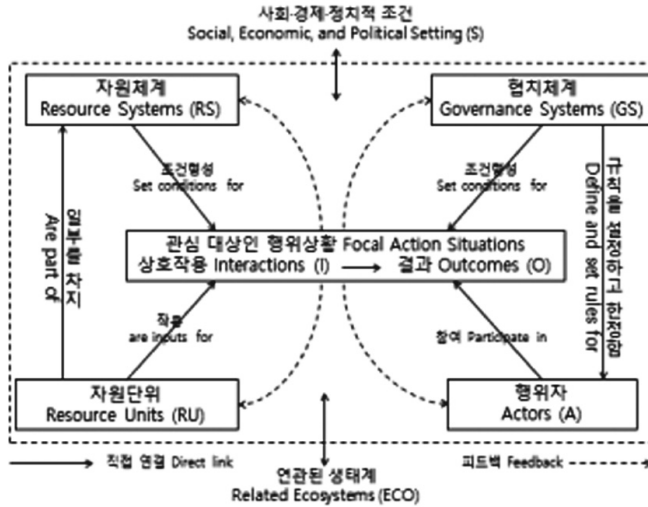 사회·경제·정치적 조건
Social, Economic, and Political Setting (S)
자원체계
Resource Systems (RS)
협치체계
Governance Systems (GS)
조건형성
Set conditions for
조건형성
Set conditions for
일부를 차지
Are part of
규칙을 결정하고 한정함
Define and set rules for
관심 대상인 행위상황 Focal Action Situations
상호작용 Interactions (I) 결과 Outcomes (O)
작용
are inputs for
참여 Participate in
자원단위
Resource Units (RU)
행위자
Actors (A)
직접 연결 Direct link
피드백 Feedback
연관된 생태계
Related Ecosystems (ECO)